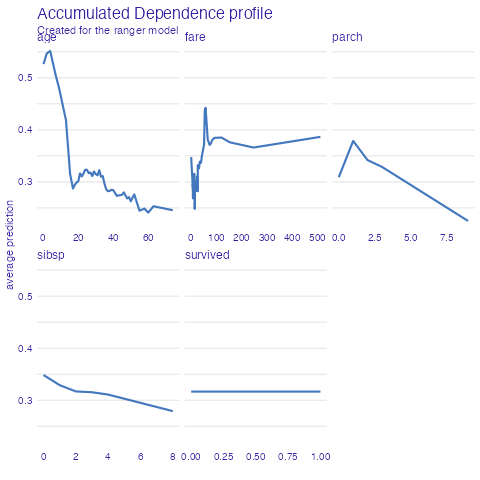 Accumulated Dependence profile
Created for the ranger model
age
fare
parch
0.5
0.4
0.3
0 20 40 60
0 100 200 300 400 500
0.0 2.5 5.0 7.5
average prediction
sibsp
survived
0.5
0.4
0.3
0 2 4 6 8
0.00 0.25 0.50 0.75 1.00